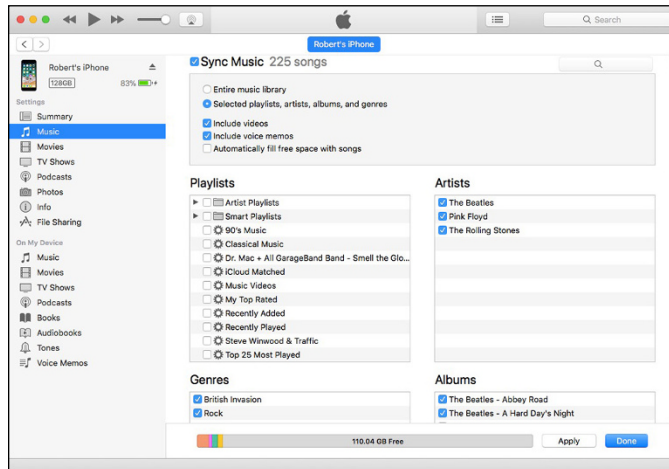 Search
Robert's iPhone
Robert's iPhone
128GB
83%
Settings
Summary
Music
Movies
TV Shows
Podcasts
Photos
Info
File Sharing
On My Device
Music
Movies
TV Shows
Podcasts
Books
Audiobooks
Tones
Voice Memos
Sync Music 225 songs
Entire music library
Selected playlists, artists, albums, and genres
Include videos
Include voice memos
Automatically fill free space with songs
Playlists
Artist Playlists
Smart Playlists
90's Music
Classical Music
Dr. Mac + All GarageBand Band - Smell the Glo...
iCloud Matched
Music Videos
My Top Rated
Recently Added
Recently Played
Steve Winwood & Traffic
Top 25 Most Played
Artists
The Beatles
Pink Floyd
The Rolling Stones
Genres
British Invasion
Rock
Albums
The Beatles - Abbey Road
The Beatles - A Hard Day's Night
110.04 GB Free
Apply
Done